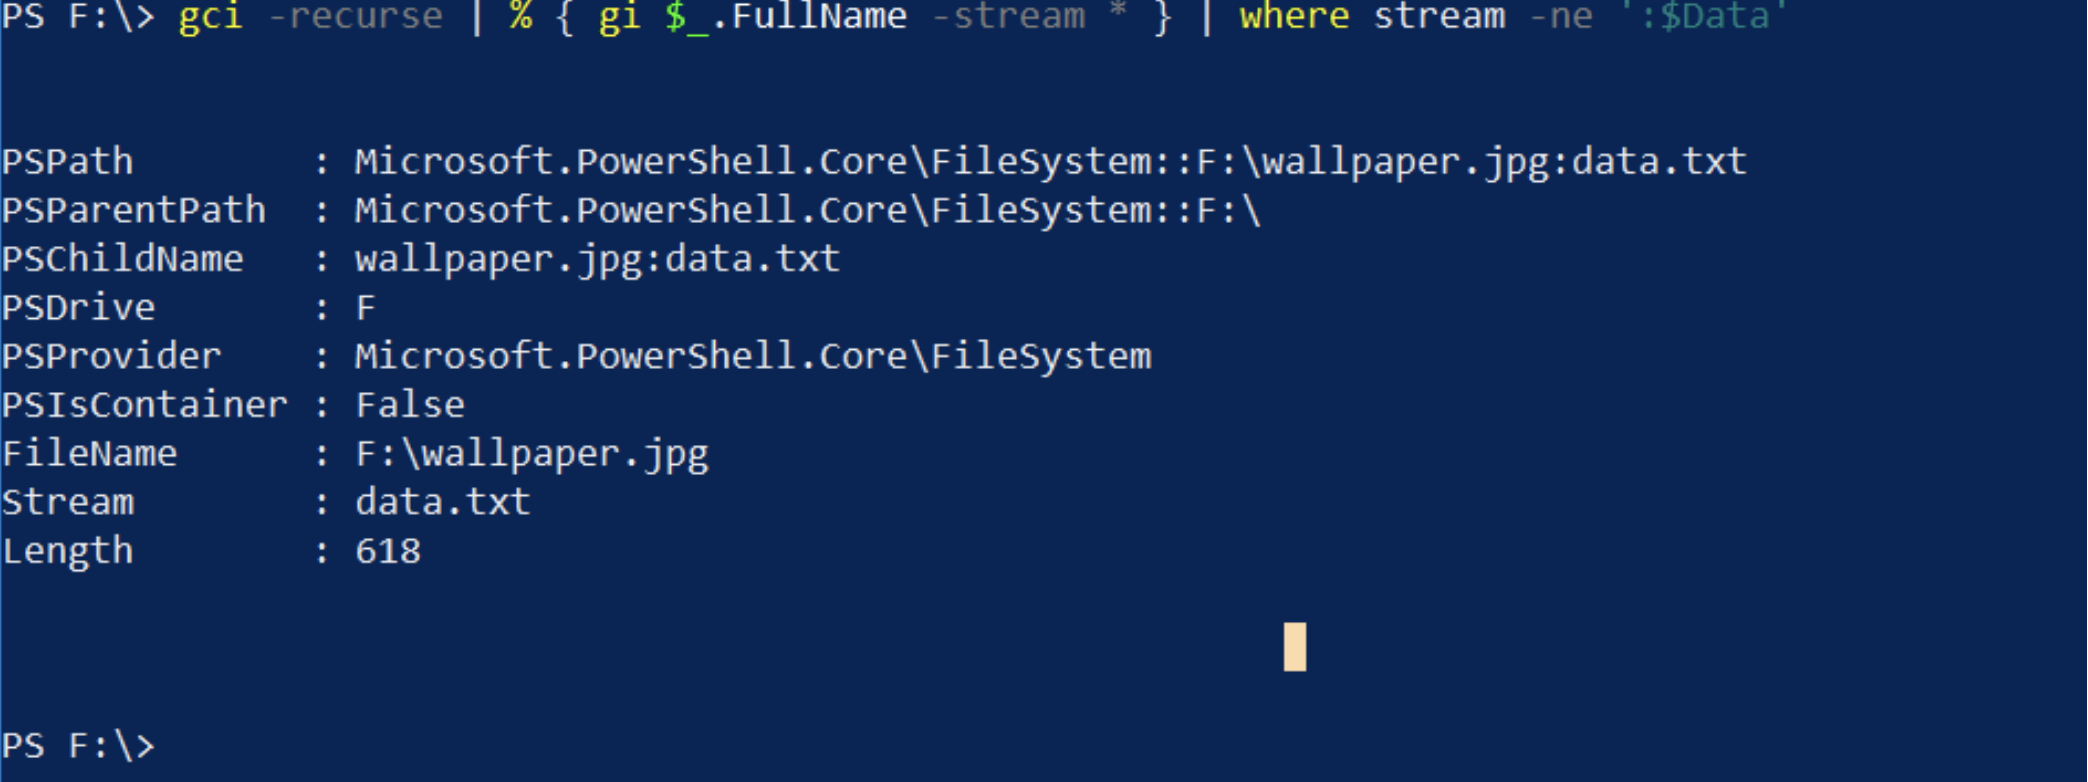 PS F:\> gci -recurse | % { gi $_.FullName -stream * } | where stream -ne ':$Data'
PSPath : Microsoft.PowerShell.Core\FileSystem::F:\wallpaper.jpg:data.txt
PSParentPath : Microsoft.PowerShell.Core\FileSystem::F:\
PSChildName : wallpaper.jpg:data.txt
PSDrive : F
PSProvider : Microsoft.PowerShell.Core\FileSystem
PSIsContainer : False
FileName : F:\wallpaper.jpg
Stream : data.txt
Length : 618
PS F:\>